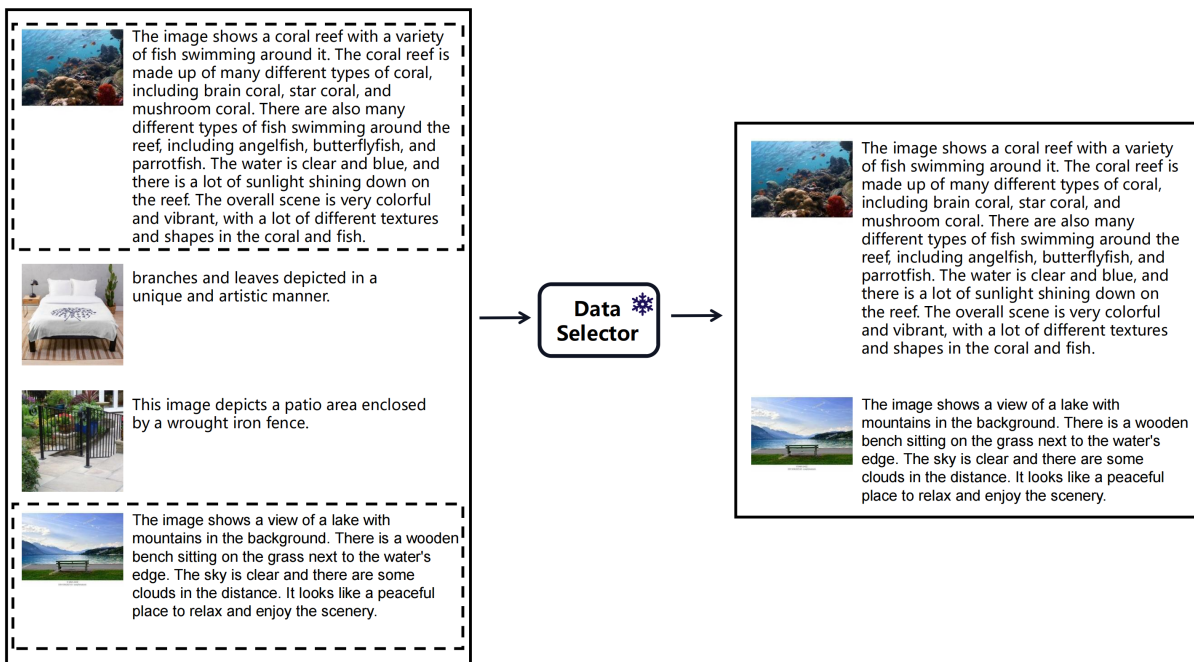 The image shows a coral reef with a variety
of fish swimming around it. The coral reef is
made up of many different types of coral,
including brain coral, star coral, and
mushroom coral. There are also many
different types of fish swimming around the
reef, including angelfish, butterflyfish, and
parrotfish. The water is clear and blue, and
there is a lot of sunlight shining down on
the reef. The overall scene is very colorful
and vibrant, with a lot of different textures
and shapes in the coral and fish.
branches and leaves depicted in a
unique and artistic manner.
This image depicts a patio area enclosed
by a wrought iron fence.
The image shows a view of a lake with
mountains in the background. There is a wooden
bench sitting on the grass next to the water's
edge. The sky is clear and there are some
clouds in the distance. It looks like a peaceful
place to relax and enjoy the scenery.
Data
Selector
The image shows a coral reef with a variety
of fish swimming around it. The coral reef is
made up of many different types of coral,
including brain coral, star coral, and
mushroom coral. There are also many
different types of fish swimming around the
reef, including angelfish, butterflyfish, and
parrotfish. The water is clear and blue, and
there is a lot of sunlight shining down on
the reef. The overall scene is very colorful
and vibrant, with a lot of different textures
and shapes in the coral and fish.
The image shows a view of a lake with
mountains in the background. There is a wooden
bench sitting on the grass next to the water's
edge. The sky is clear and there are some
clouds in the distance. It looks like a peaceful
place to relax and enjoy the scenery.